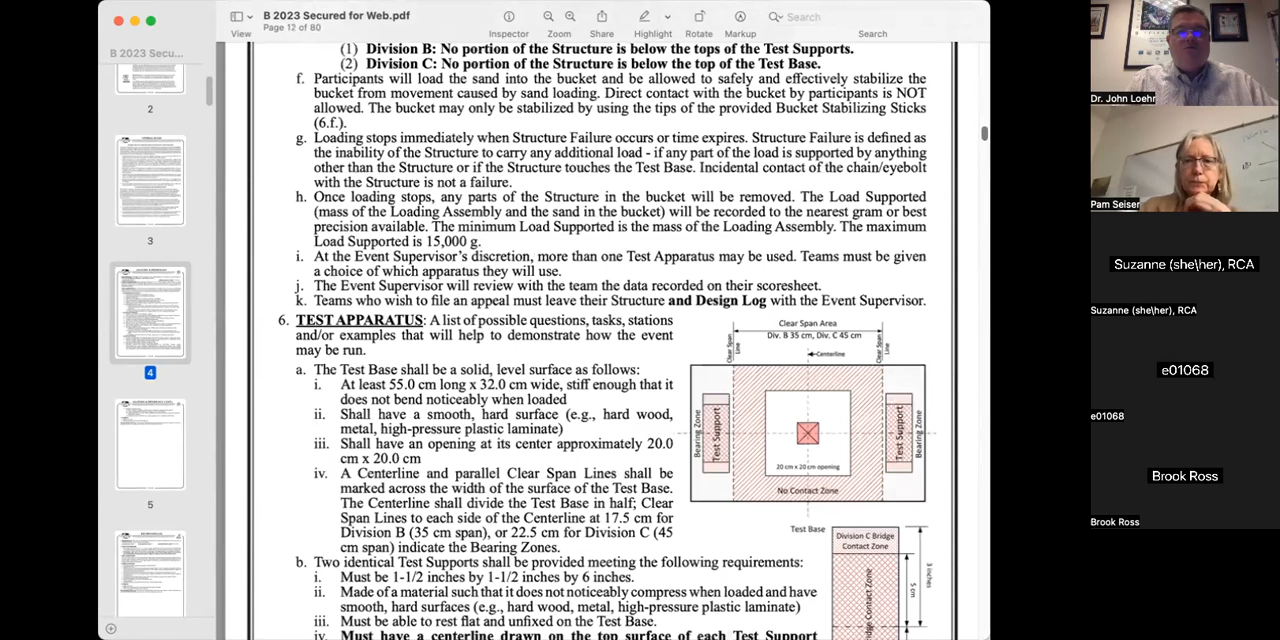 B 2023 Secured for Web.pdf
Page 12 of 80
View
Inspector
Zoom
Share
Highlight
Rotate
Markup
Search
Search
B 2023 Secu...
2
3
4
5
(1) Division B: No portion of the Structure is below the tops of the Test Supports.
(2) Division C: No portion of the Structure is below the top of the Test Base.
f. Participants will load the sand into the bucket and be allowed to safely and effectively stabilize the
bucket from movement caused by sand loading. Direct contact with the bucket by participants is NOT
allowed. The bucket may only be stabilized by using the tips of the provided Bucket Stabilizing Sticks
(6.f.).
g. Loading stops immediately when Structure Failure occurs or time expires. Structure Failure is defined as
the inability of the Structure to carry any additional load - if any part of the load is supported by anything
other than the Structure or if the Structure touches the Test Base. Incidental contact of the chain/eyebolt
with the Structure is not a failure.
h. Once loading stops, any parts of the Structure in the bucket will be removed. The Load Supported
(mass of the Loading Assembly and the sand in the bucket) will be recorded to the nearest gram or best
precision available. The minimum Load Supported is the mass of the Loading Assembly. The maximum
Load Supported is 15,000 g.
i. At the Event Supervisor's discretion, more than one Test Apparatus may be used. Teams must be given
a choice of which apparatus they will use.
j. The Event Supervisor will review with the team the data recorded on their scoresheet.
k. Teams who wish to file an appeal must leave their Structure and Design Log with the Event Supervisor.
6. TEST APPARATUS: A list of possible questions, tasks, stations
and/or examples that will help to demonstrate how the event
may be run.
a. The Test Base shall be a solid, level surface as follows:
i. At least 55.0 cm long x 32.0 cm wide, stiff enough that it
does not bend noticeably when loaded
ii. Shall have a smooth, hard surface (e.g., hard wood,
metal, high-pressure plastic laminate)
iii. Shall have an opening at its center approximately 20.0
cm x 20.0 cm
iv. A Centerline and parallel Clear Span Lines shall be
marked across the width of the surface of the Test Base.
The Centerline shall divide the Test Base in half; Clear
Span Lines to each side of the Centerline at 17.5 cm for
Division B (35 cm span), or 22.5 cm for Division C (45
cm span) indicate the Bearing Zones.
b. Two identical Test Supports shall be provided meeting the following requirements:
i. Must be 1-1/2 inches by 1-1/2 inches by 6 inches.
ii. Made of a material such that it does not noticeably compress when loaded and have
smooth, hard surfaces (e.g., hard wood, metal, high-pressure plastic laminate)
iii. Must be able to rest flat and unfixed on the Test Base.
iv. Must have a centerline drawn on the top surface of each Test Support
Clear Span Area
Div. B 35 cm, Div. C 45 cm
Clear Span
Line
Centerline
Clear Span
Line
Bearing Zone
Test Support
Test Support
Bearing Zone
20 cm x 20 cm opening
No Contact Zone
Test Base
Division C Bridge
Contact Zone
5 cm
3 inches
Dr. John Loehr
Pam Seiser
Suzanne (she\her), RCA
Suzanne (she\her), RCA
e01068
e01068
Brook Ross
Brook Ross